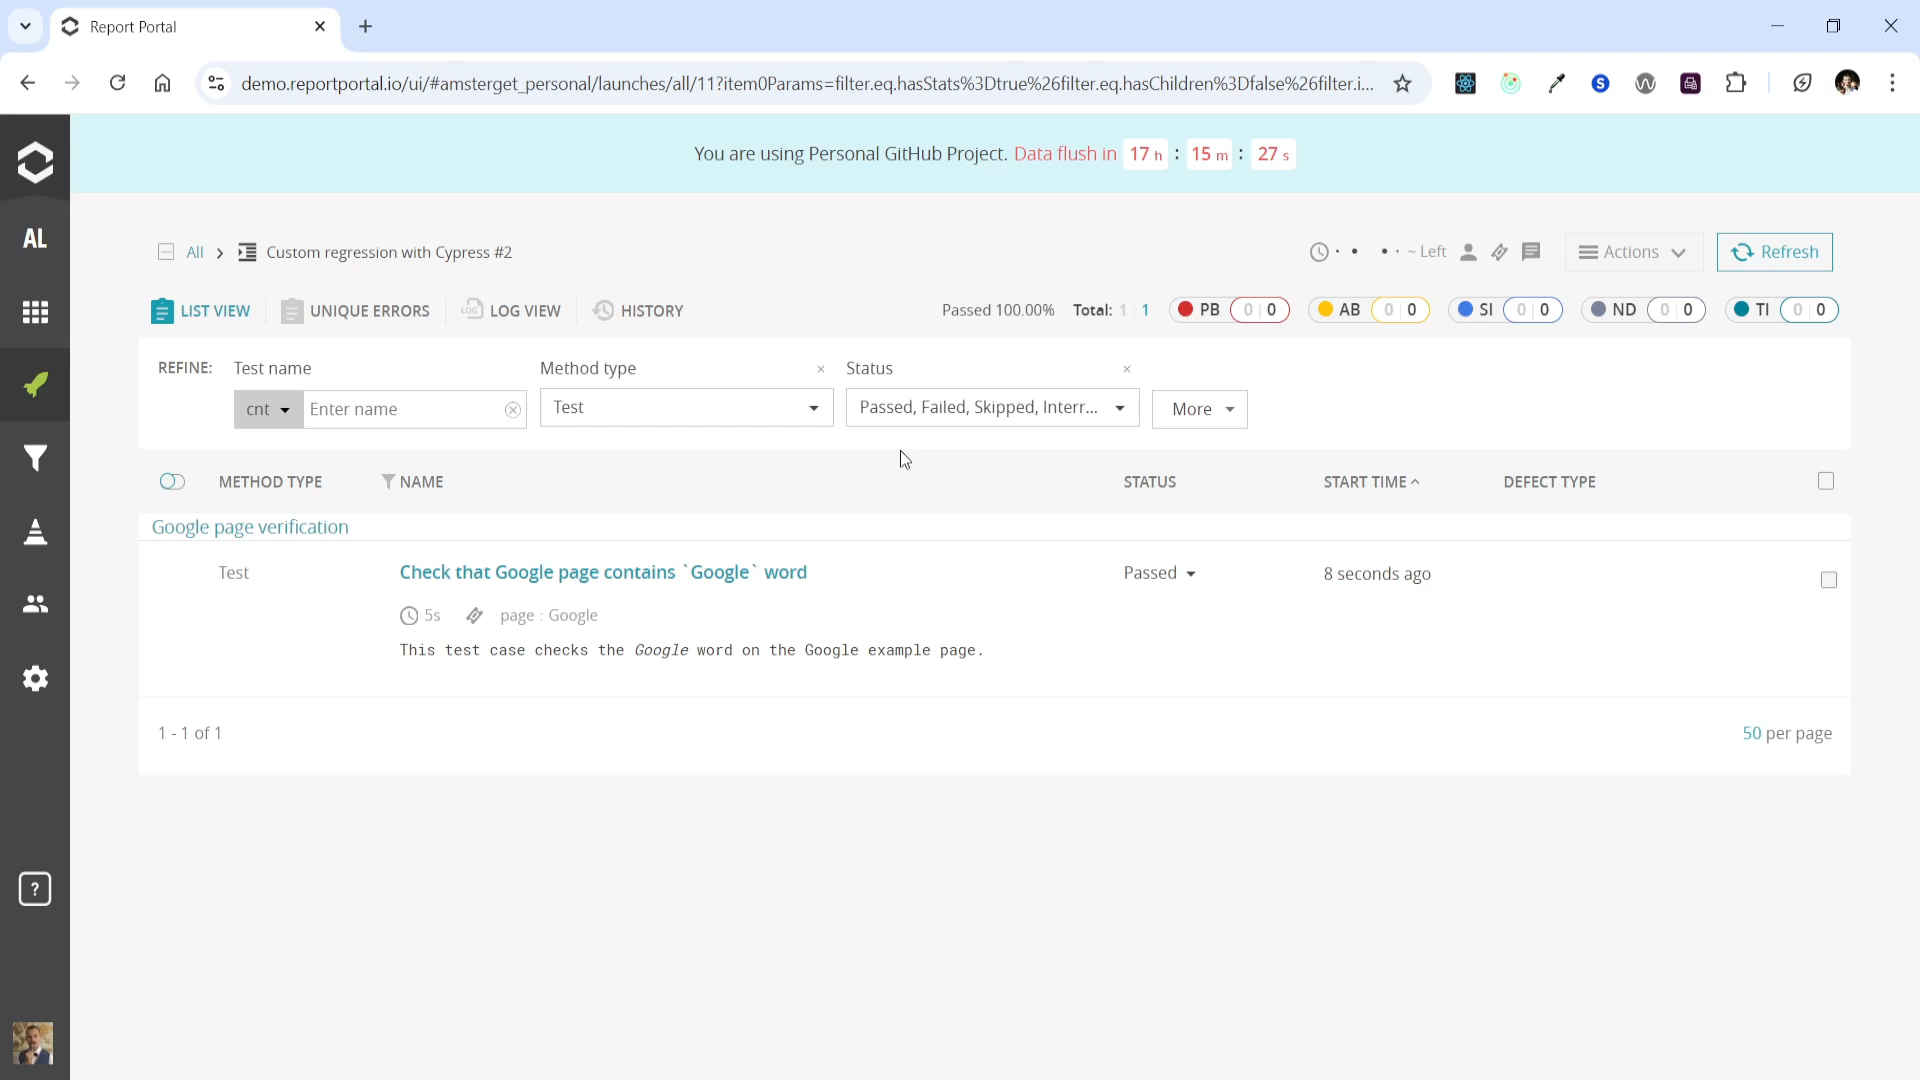 Report Portal
demo.reportportal.io/ui/#amsterget_personal/launches/all/11?item0Params=filter.eq.hasStats%3Dtrue%26filter.eq.hasChildren%3Dfalse%26filter.i...
You are using Personal GitHub Project. Data flush in 17 h : 15 m : 27 s
AL
All > Custom regression with Cypress #2
~ Left
Actions
Refresh
LIST VIEW
UNIQUE ERRORS
LOG VIEW
HISTORY
Passed 100.00% Total: 1 | 1
PB 0 | 0
AB 0 | 0
SI 0 | 0
ND 0 | 0
TI 0 | 0
REFINE:
Test name
Method type ×
Status ×
cnt
Enter name
Test
Passed, Failed, Skipped, Interr...
More
METHOD TYPE
NAME
STATUS
START TIME
DEFECT TYPE
Google page verification
Test
Check that Google page contains `Google` word
Passed
8 seconds ago
5s
page : Google
This test case checks the Google word on the Google example page.
1 - 1 of 1
50 per page
?